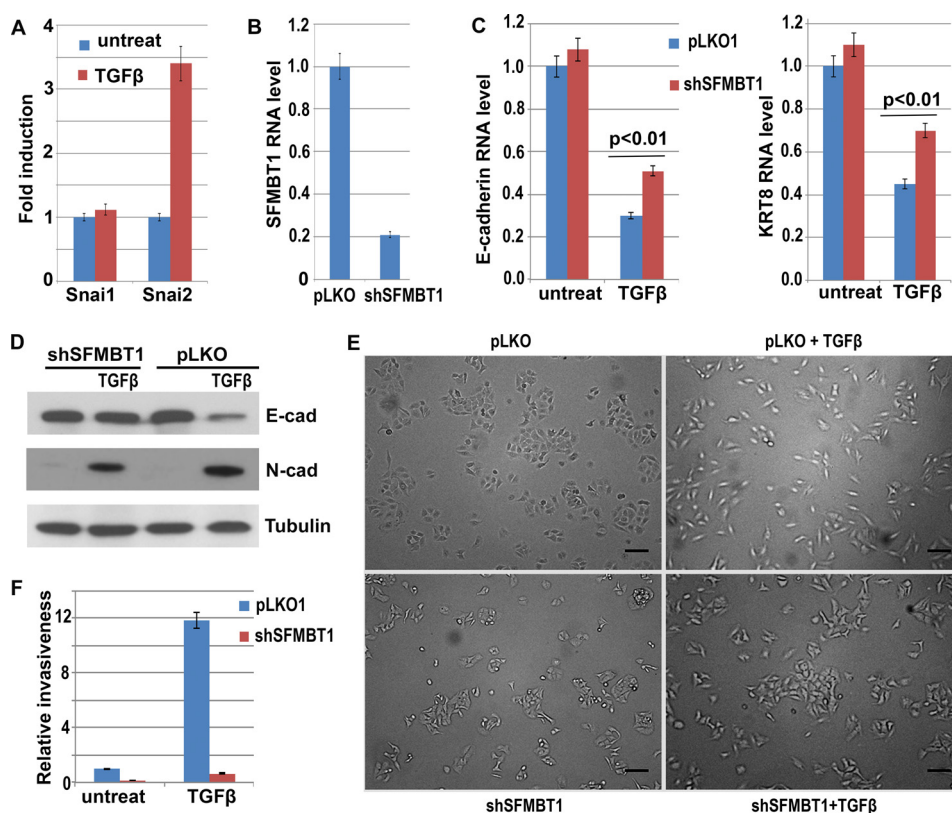 A
untreat
TGFβ
Fold induction
4
3
2
1
0
Snai1
Snai2
B
SFMBT1 RNA level
1.2
1.0
0.8
0.6
0.4
0.2
0
pLKO
shSFMBT1
C
E-cadherin RNA level
1.2
1.0
0.8
0.6
0.4
0.2
0.0
p<0.01
untreat
TGFβ
pLKO1
shSFMBT1
KRT8 RNA level
1.2
1.0
0.8
0.6
0.4
0.2
0.0
p<0.01
untreat
TGFβ
D
shSFMBT1
pLKO
TGFβ
TGFβ
E-cad
N-cad
Tubulin
E
pLKO
pLKO + TGFβ
shSFMBT1
shSFMBT1+TGFβ
F
Relative invasiveness
12
8
4
0
pLKO1
shSFMBT1
untreat
TGFβ